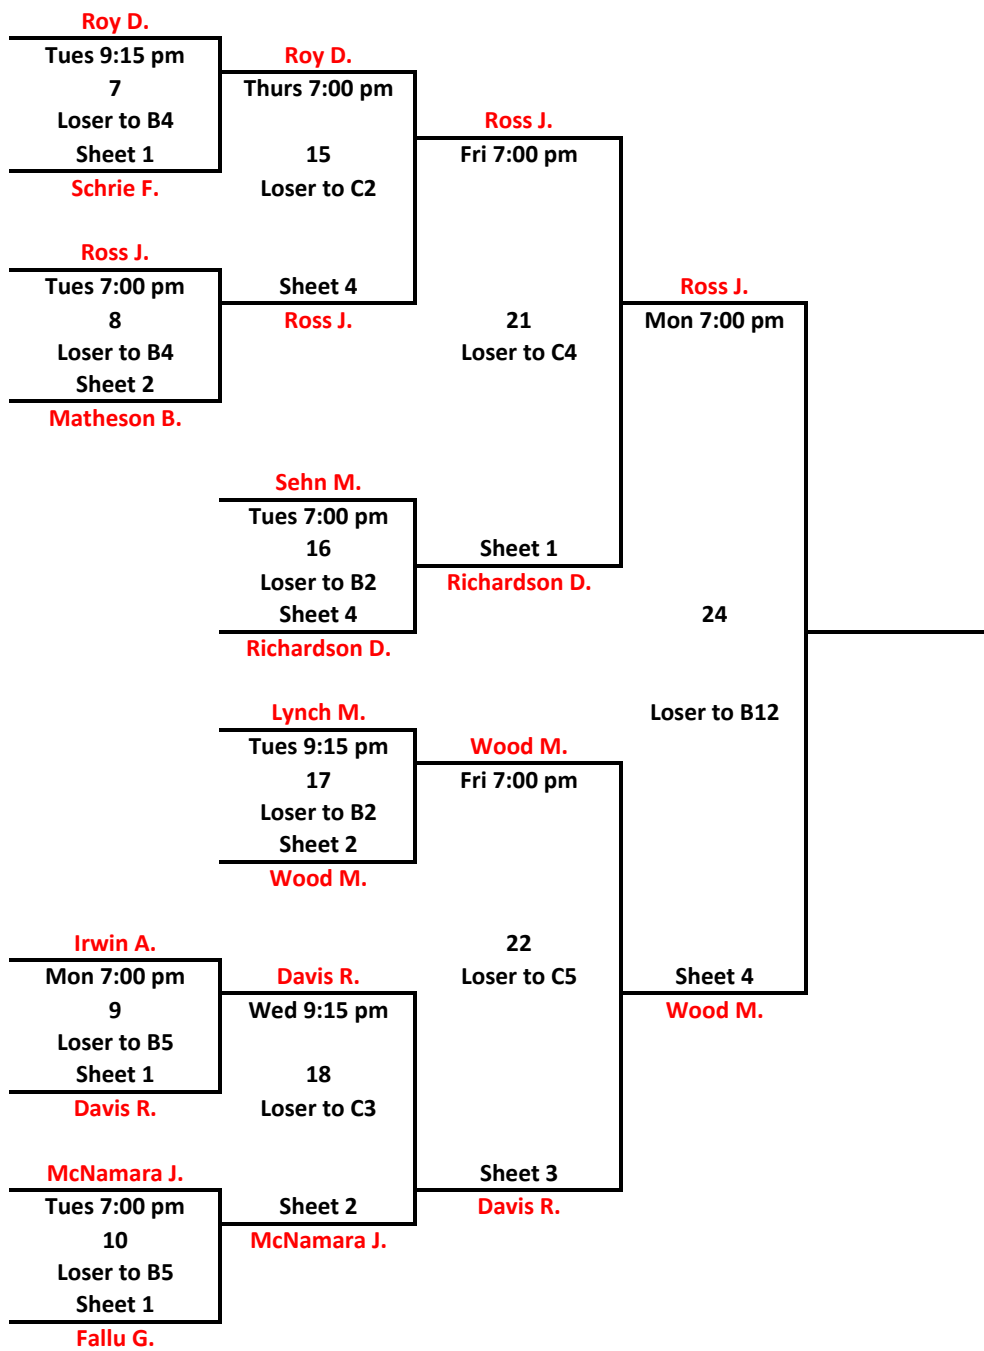 Roy D.
Tues 9:15 pm
7
Loser to B4
Sheet 1
Schrie F.
Ross J.
Tues 7:00 pm
8
Loser to B4
Sheet 2
Matheson B.
Roy D.
Thurs 7:00 pm
15
Loser to C2
Sheet 4
Ross J.
Sehn M.
Tues 7:00 pm
16
Loser to B2
Sheet 4
Richardson D.
Ross J.
Fri 7:00 pm
21
Loser to C4
Sheet 1
Richardson D.
Lynch M.
Tues 9:15 pm
17
Loser to B2
Sheet 2
Wood M.
Irwin A.
Mon 7:00 pm
9
Loser to B5
Sheet 1
Davis R.
McNamara J.
Tues 7:00 pm
10
Loser to B5
Sheet 1
Fallu G.
Davis R.
Wed 9:15 pm
18
Loser to C3
Sheet 2
McNamara J.
Wood M.
Fri 7:00 pm
22
Loser to C5
Sheet 3
Davis R.
Ross J.
Mon 7:00 pm
24
Loser to B12
Sheet 4
Wood M.